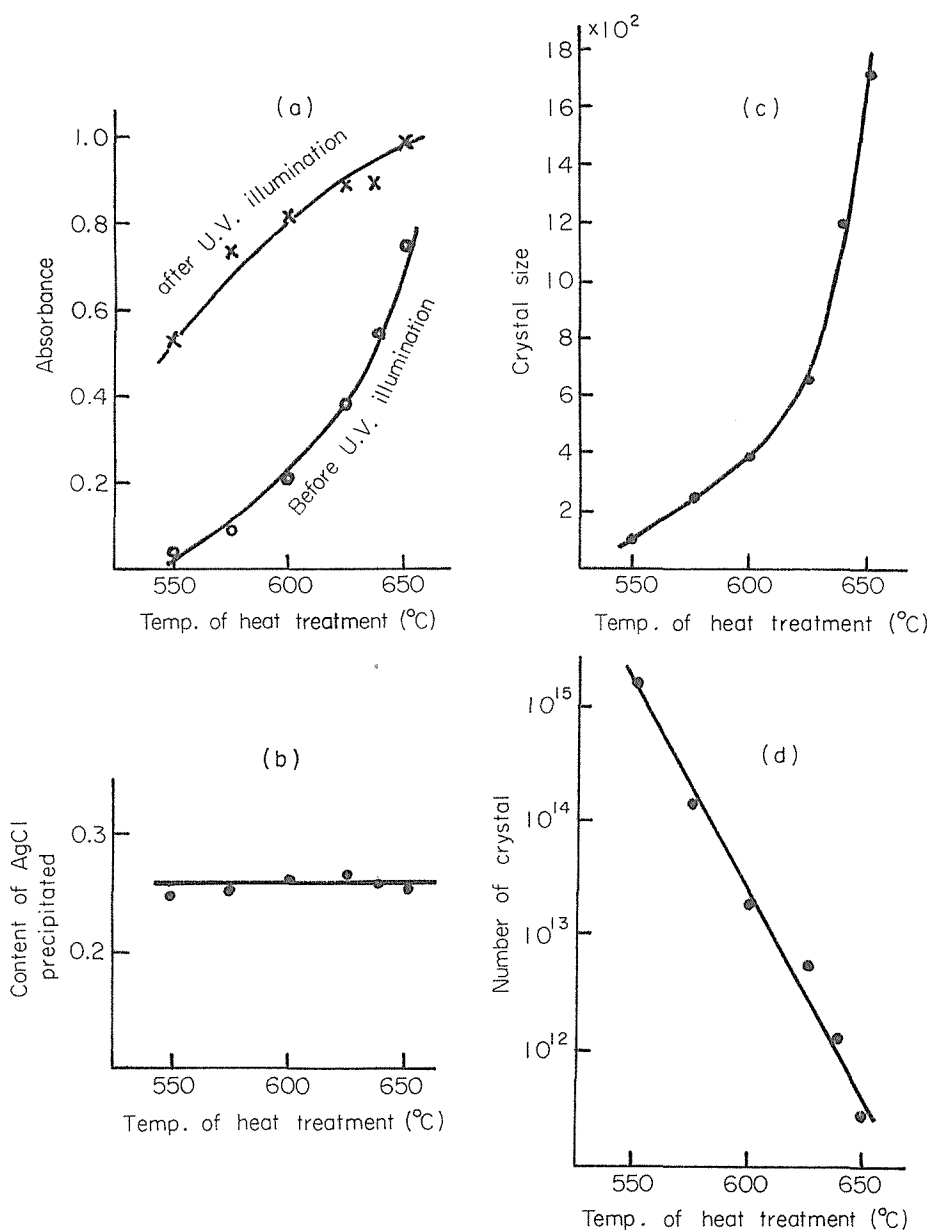 (a)
Absorbance
1.0
0.8
0.6
0.4
0.2
after U.V. illumination
Before U.V. illumination
550
600
650
Temp. of heat treatment (°C)
(b)
Content of AgCl
precipitated
0.3
0.2
550
600
650
Temp. of heat treatment (°C)
(c)
×10²
Crystal size
18
16
14
12
10
8
6
4
2
550
600
650
Temp. of heat treatment (°C)
(d)
Number of crystal
10¹⁵
10¹⁴
10¹³
10¹²
550
600
650
Temp. of heat treatment (°C)